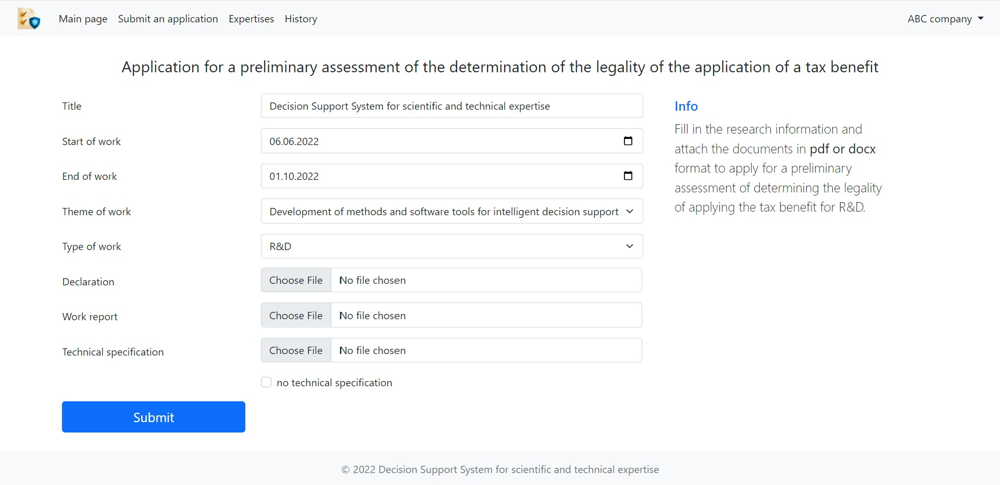 Main page Submit an application Expertises History ABC company
Application for a preliminary assessment of the determination of the legality of the application of a tax benefit
Title Decision Support System for scientific and technical expertise
Start of work 06.06.2022
End of work 01.10.2022
Theme of work Development of methods and software tools for intelligent decision support
Type of work R&D
Declaration Choose File No file chosen
Work report Choose File No file chosen
Technical specification Choose File No file chosen
no technical specification
Submit
Info
Fill in the research information and
attach the documents in pdf or docx
format to apply for a preliminary
assessment of determining the legality
of applying the tax benefit for R&D.
© 2022 Decision Support System for scientific and technical expertise